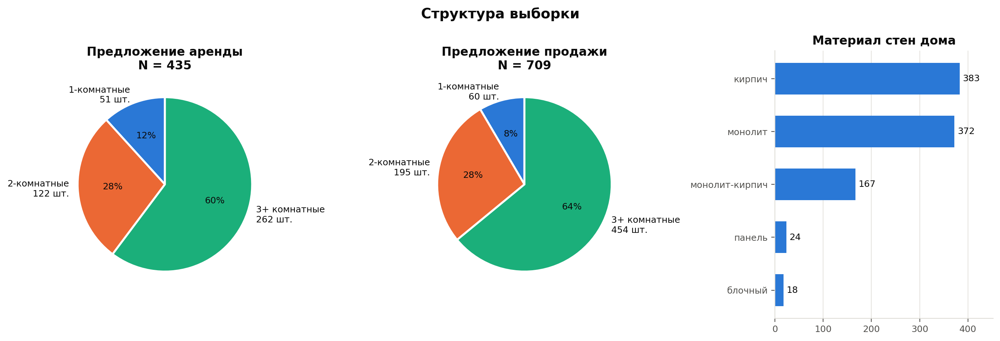 Структура выборки
Предложение аренды
N = 435
1-комнатные
51 шт.
12%
2-комнатные
122 шт.
28%
60%
3+ комнатные
262 шт.
Предложение продажи
N = 709
1-комнатные
60 шт.
8%
2-комнатные
195 шт.
28%
64%
3+ комнатные
454 шт.
Материал стен дома
кирпич 383
монолит 372
монолит-кирпич 167
панель 24
блочный 18
0 100 200 300 400